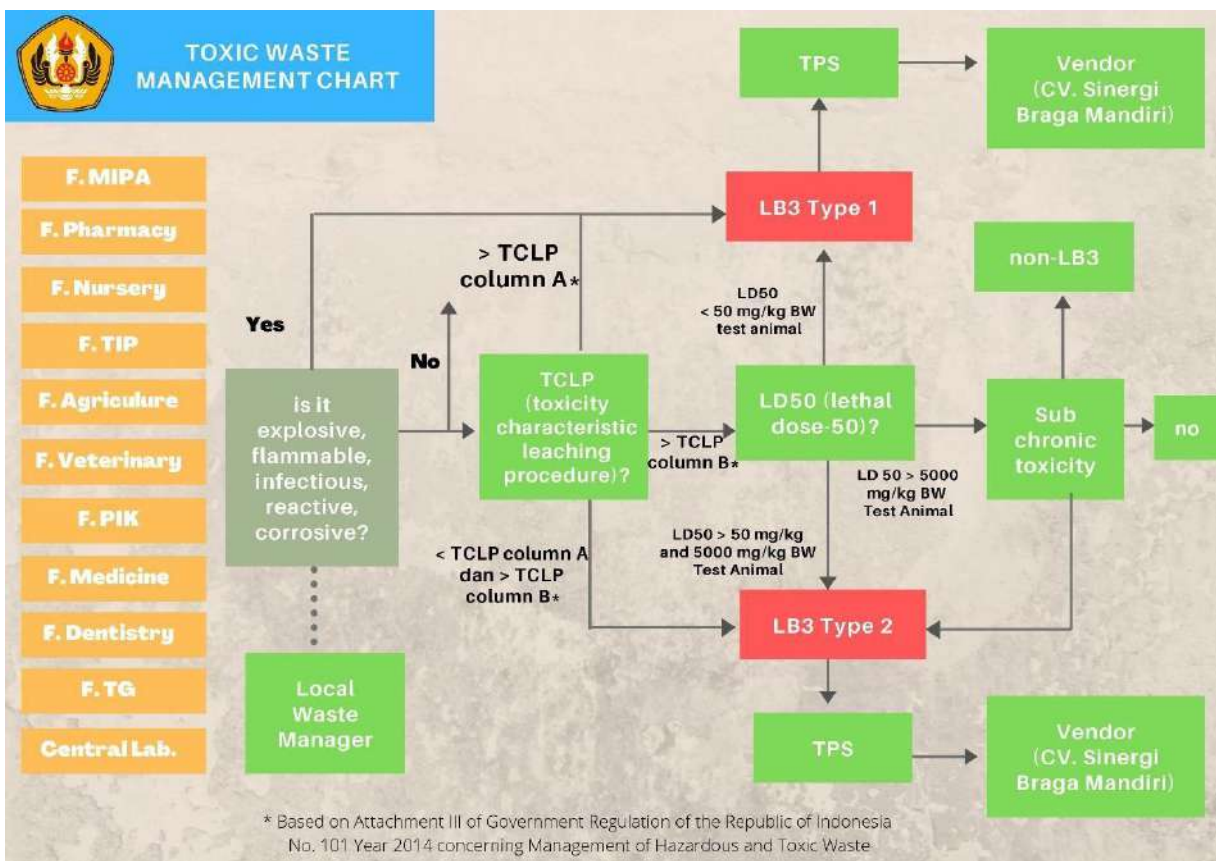 TOXIC WASTE
MANAGEMENT CHART
F. MIPA
F. Pharmacy
F. Nursery
F. TIP
F. Agriculure
F. Veterinary
F. PIK
F. Medicine
F. Dentistry
F. TG
Central Lab.
Yes
is it
explosive,
flammable,
infectious,
reactive,
corrosive?
Local
Waste
Manager
No
> TCLP
column A*
TCLP
(toxicity
characteristic
leaching
procedure)?
< TCLP column A
dan > TCLP
column B*
> TCLP
column B*
TPS
Vendor
(CV. Sinergi
Braga Mandiri)
LB3 Type 1
LD50
< 50 mg/kg BW
test animal
LD50 (lethal
dose-50)?
LD50 > 50 mg/kg
and 5000 mg/kg BW
Test Animal
LD 50 > 5000
mg/kg BW
Test Animal
non-LB3
Sub
chronic
toxicity
no
LB3 Type 2
TPS
Vendor
(CV. Sinergi
Braga Mandiri)
* Based on Attachment III of Government Regulation of the Republic of Indonesia
No. 101 Year 2014 concerning Management of Hazardous and Toxic Waste